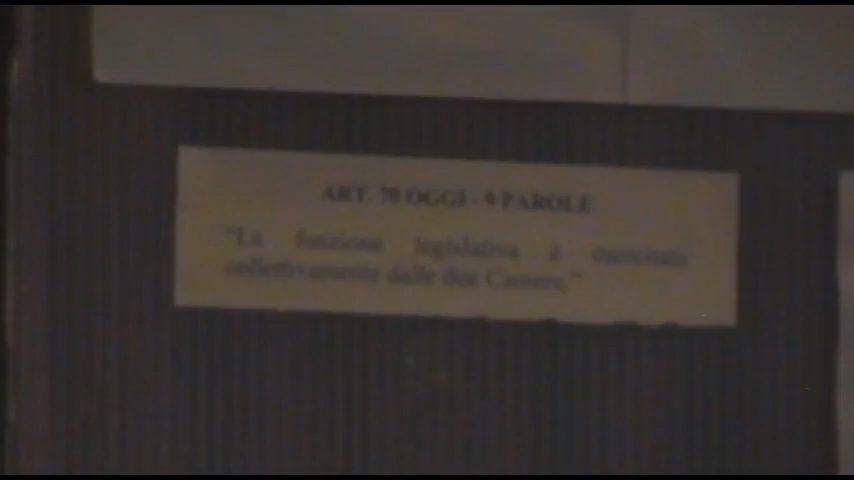 ART. 70 OGGI - 9 PAROLE
“La funzione legislativa è esercitata
collettivamente dalle due Camere.”